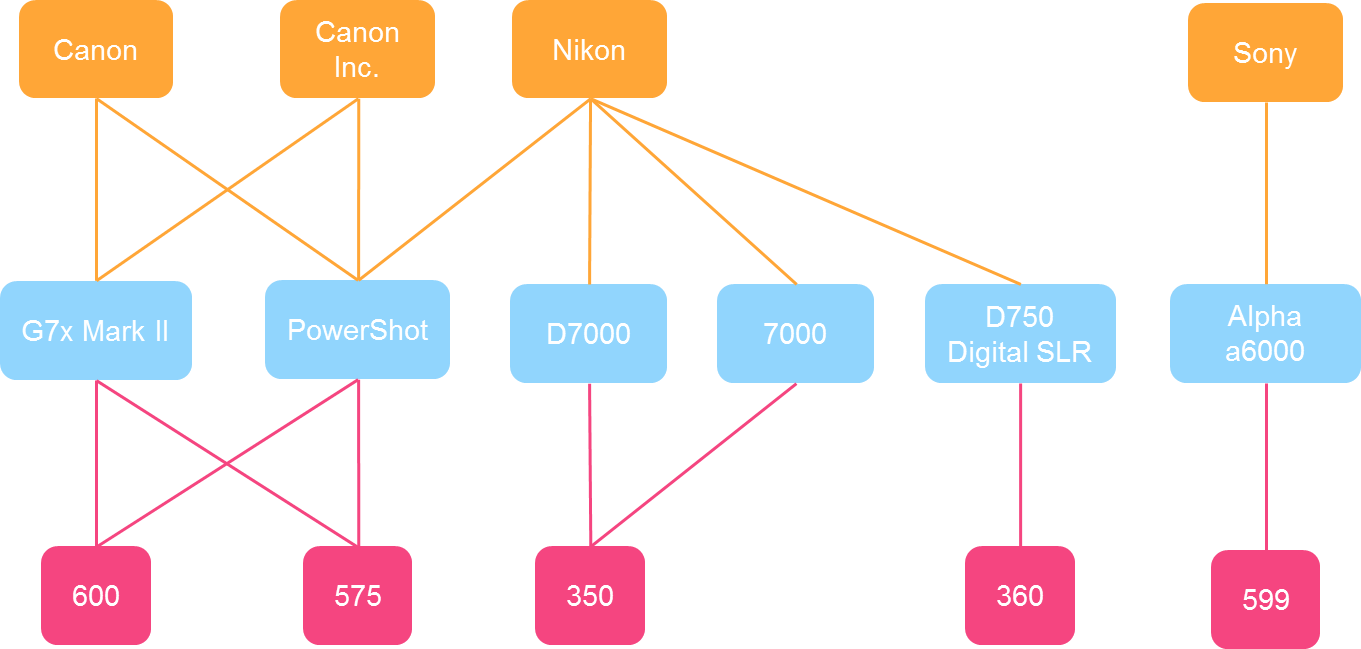 Canon
Canon
Inc.
Nikon
Sony
G7x Mark II
PowerShot
D7000
7000
D750
Digital SLR
Alpha
a6000
600
575
350
360
599